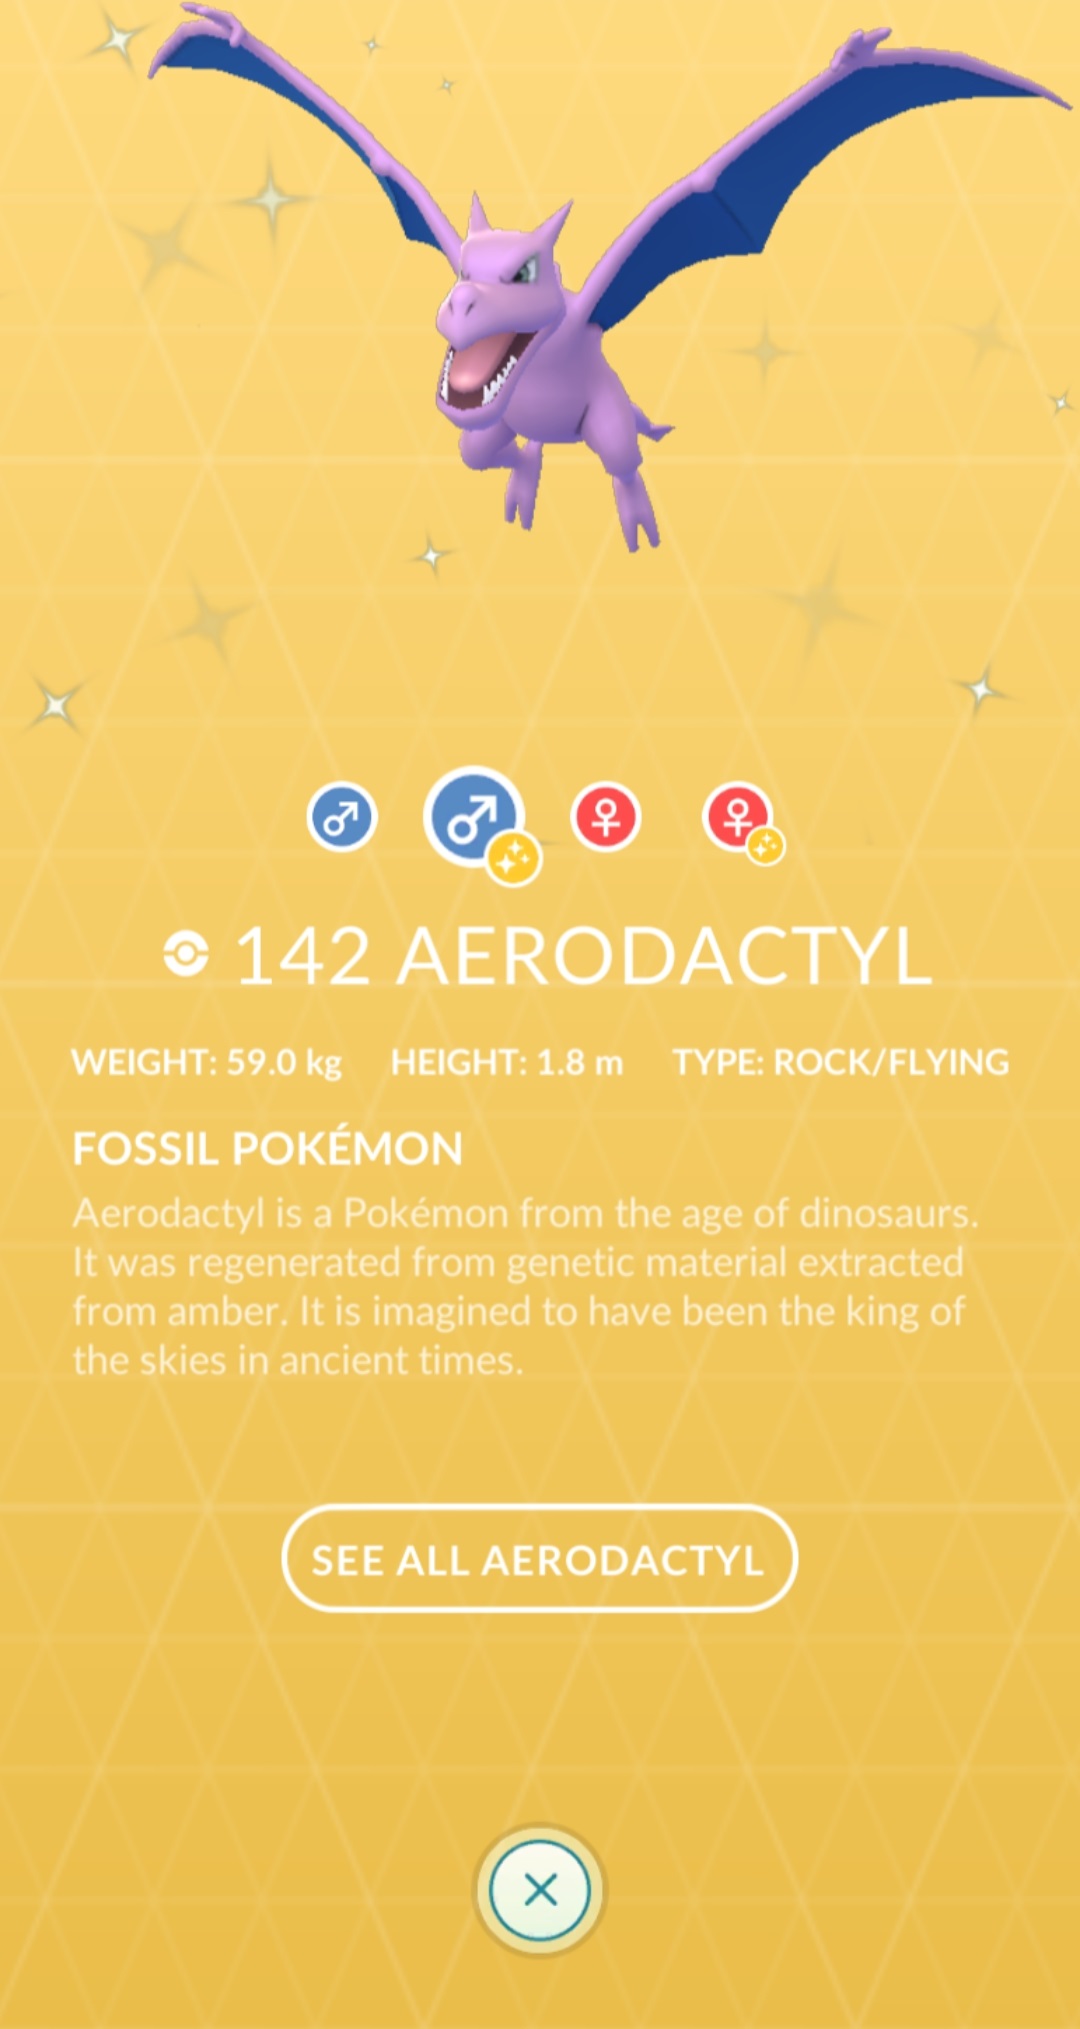 142 AERODACTYL
WEIGHT: 59.0 kg HEIGHT: 1.8 m TYPE: ROCK/FLYING
FOSSIL POKÉMON
Aerodactyl is a Pokémon from the age of dinosaurs.
It was regenerated from genetic material extracted
from amber. It is imagined to have been the king of
the skies in ancient times.
SEE ALL AERODACTYL